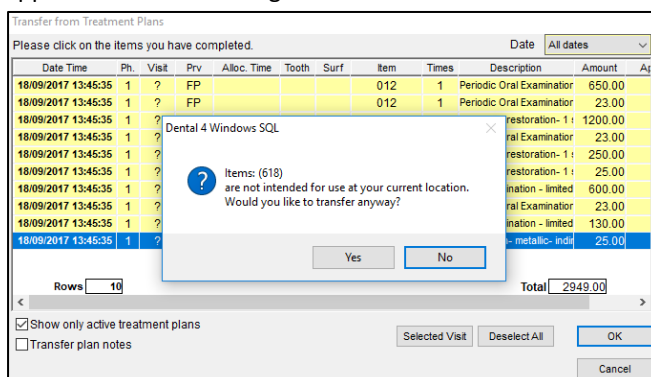 Transfer from Treatment Plans
Please click on the items you have completed. Date All dates
Date Time Ph. Visit Prv Alloc. Time Tooth Surf Item Times Description Amount
18/09/2017 13:45:35 1 ? FP 012 1 Periodic Oral Examination 650.00
18/09/2017 13:45:35 1 ? FP 012 1 Periodic Oral Examination 23.00
18/09/2017 13:45:35 1 ? restoration- 1 1200.00
18/09/2017 13:45:35 1 ? ral Examination 23.00
18/09/2017 13:45:35 1 ? restoration- 1 250.00
18/09/2017 13:45:35 1 ? restoration- 1 25.00
18/09/2017 13:45:35 1 ? ination - limited 600.00
18/09/2017 13:45:35 1 ? ral Examination 23.00
18/09/2017 13:45:35 1 ? ination - limited 130.00
18/09/2017 13:45:35 1 ? - metallic- indir 25.00
Dental 4 Windows SQL
Items: (618)
are not intended for use at your current location.
Would you like to transfer anyway?
Yes No
Rows 10 Total 2949.00
Show only active treatment plans
Transfer plan notes
Selected Visit Deselect All OK
Cancel